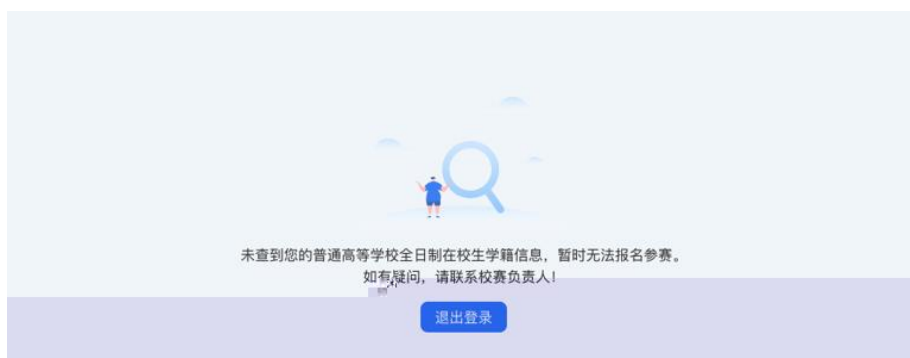 未查到您的普通高等学校全日制在校生学籍信息，暂时无法报名参赛。
如有疑问，请联系校赛负责人！
退出登录